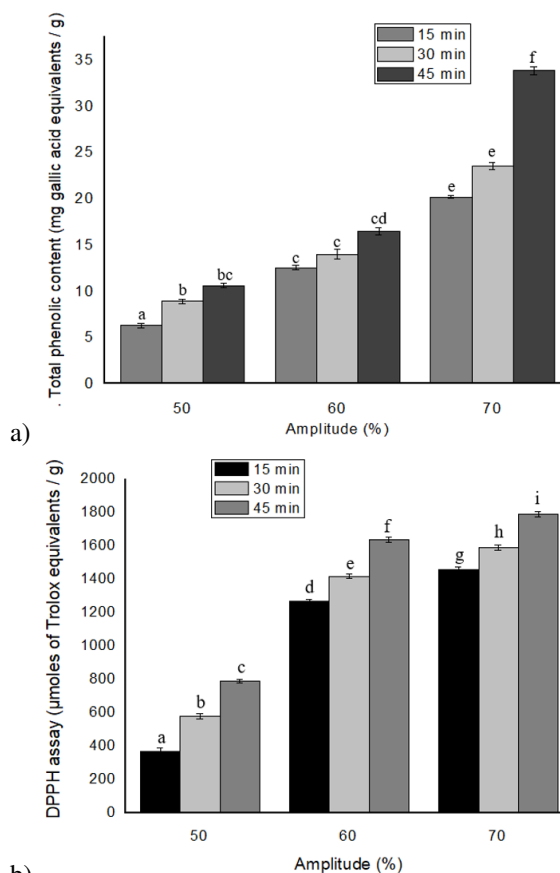 15 min
30 min
45 min
. Total phenolic content (mg gallic acid equivalents / g)
35
30
25
20
15
10
5
0
a b bc
c c cd
e e f
50 60 70
Amplitude (%)
a)
15 min
30 min
45 min
DPPH assay (µmoles of Trolox equivalents / g)
2000
1800
1600
1400
1200
1000
800
600
400
200
0
a b c
d e f
g h i
50 60 70
Amplitude (%)
b)